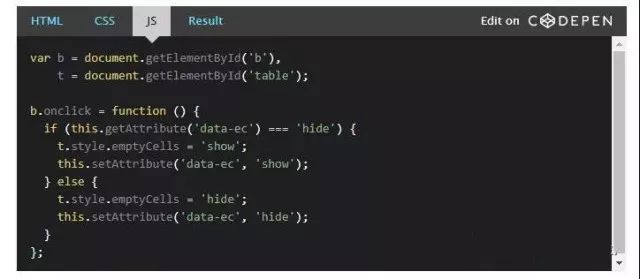 HTML CSS JS Result Edit on CODEPEN
var b = document.getElementById('b'),
    t = document.getElementById('table');

b.onclick = function () {
  if (this.getAttribute('data-ec') === 'hide') {
    t.style.emptyCells = 'show';
    this.setAttribute('data-ec', 'show');
  } else {
    t.style.emptyCells = 'hide';
    this.setAttribute('data-ec', 'hide');
  }
};